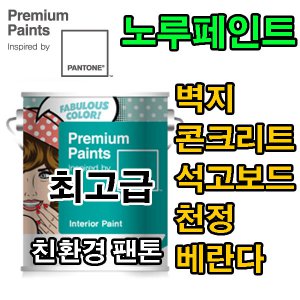 Premium
Paints
Inspired by
PANTONE®
노루페인트
FABULOUS
COLOR!
Premium
Paints
Inspired by
최고급
Interior Paint
친환경 팬톤
벽지
콘크리트
석고보드
천정
베란다